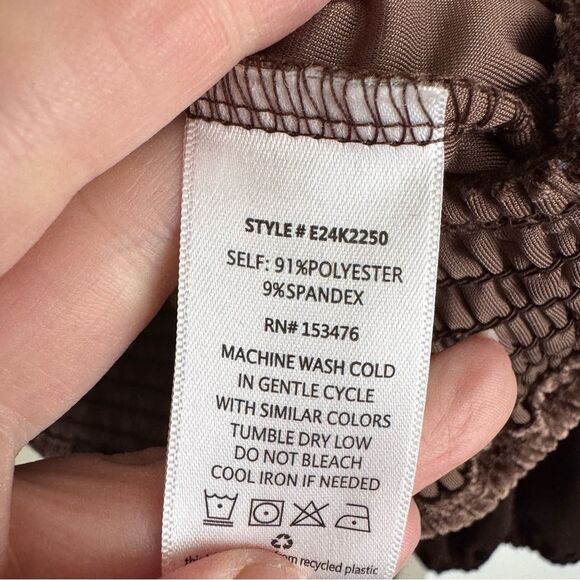 STYLE # E24K2250
SELF: 91%POLYESTER
9%SPANDEX
RN# 153476
MACHINE WASH COLD
IN GENTLE CYCLE
WITH SIMILAR COLORS
TUMBLE DRY LOW
DO NOT BLEACH
COOL IRON IF NEEDED
from recycled plastic